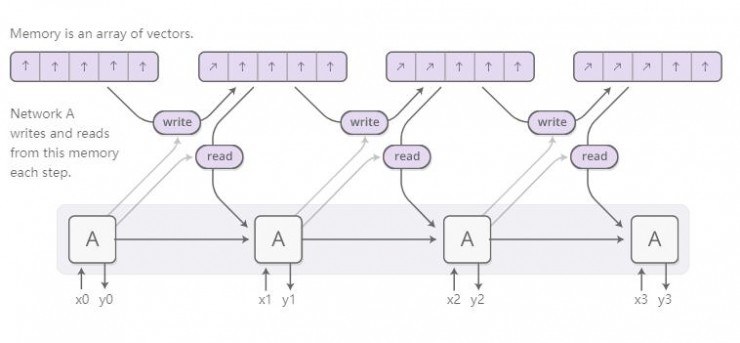 Memory is an array of vectors.
Network A
writes and reads
from this memory
each step.
write
write
write
read
read
read
A
A
A
A
x0 y0
x1 y1
x2 y2
x3 y3